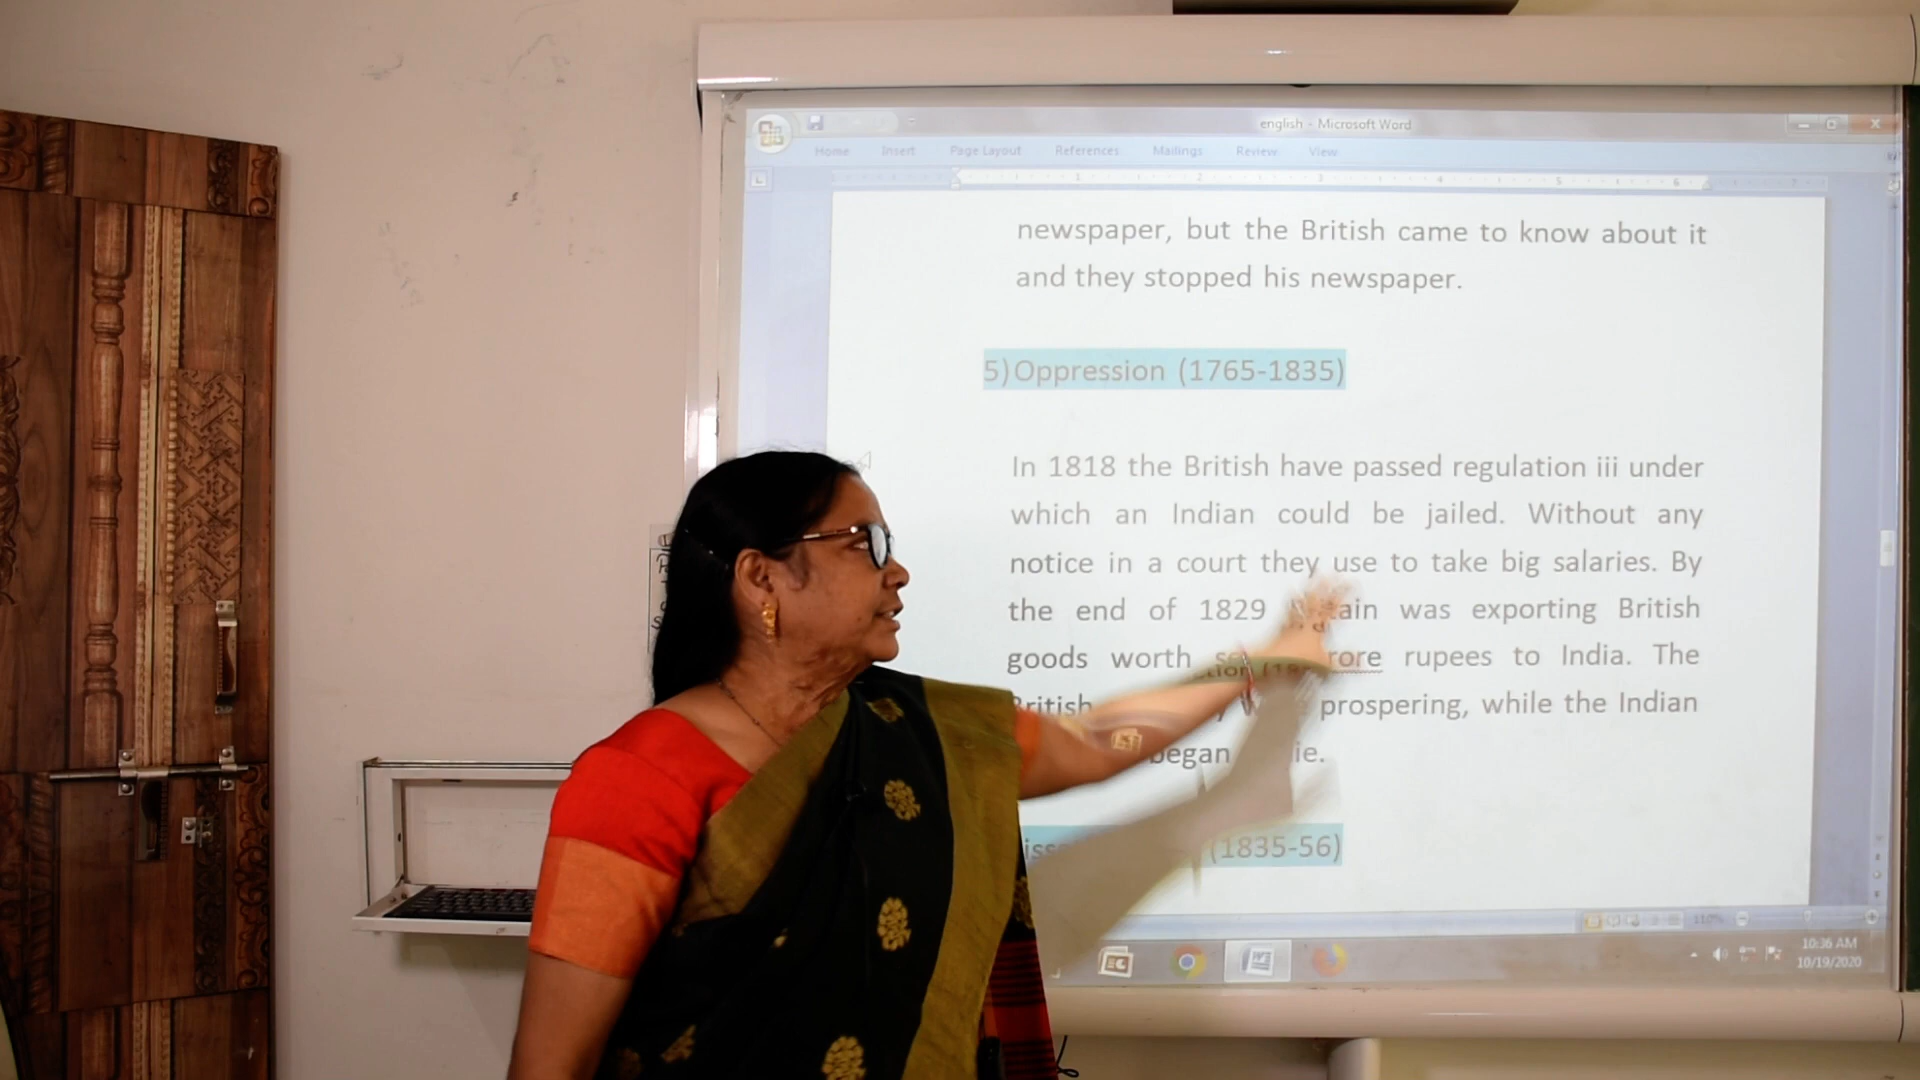 english - Microsoft Word
Home Insert Page Layout References Mailings Review View
newspaper, but the British came to know about it
and they stopped his newspaper.
5) Oppression (1765-1835)
In 1818 the British have passed regulation iii under
which an Indian could be jailed. Without any
notice in a court they use to take big salaries. By
the end of 1829 was exporting British
goods worth rupees to India. The
British prospering, while the Indian
began
(1835-56)
110%
10:36 AM
10/19/2020